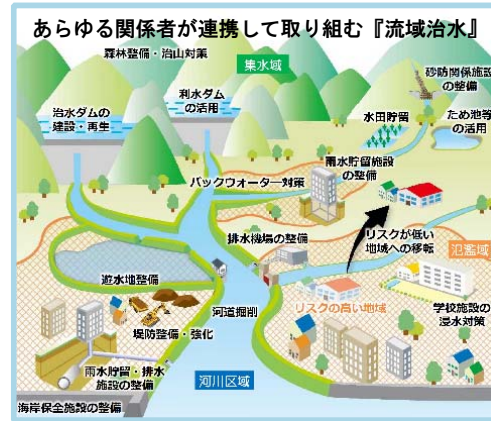 あらゆる関係者が連携して取り組む『流域治水』
森林整備・治山対策
集水域
砂防関係施設
の整備
治水ダムの
建設・再生
利水ダム
の活用
水田貯留
ため池等
の活用
雨水貯留施設
の整備
バックウォーター対策
排水機場の整備
リスクが低い
地域への移転
氾濫域
遊水地整備
河道掘削
リスクの高い地域
学校施設の
浸水対策
堤防整備・強化
雨水貯留・排水
施設の整備
河川区域
海岸保全施設の整備